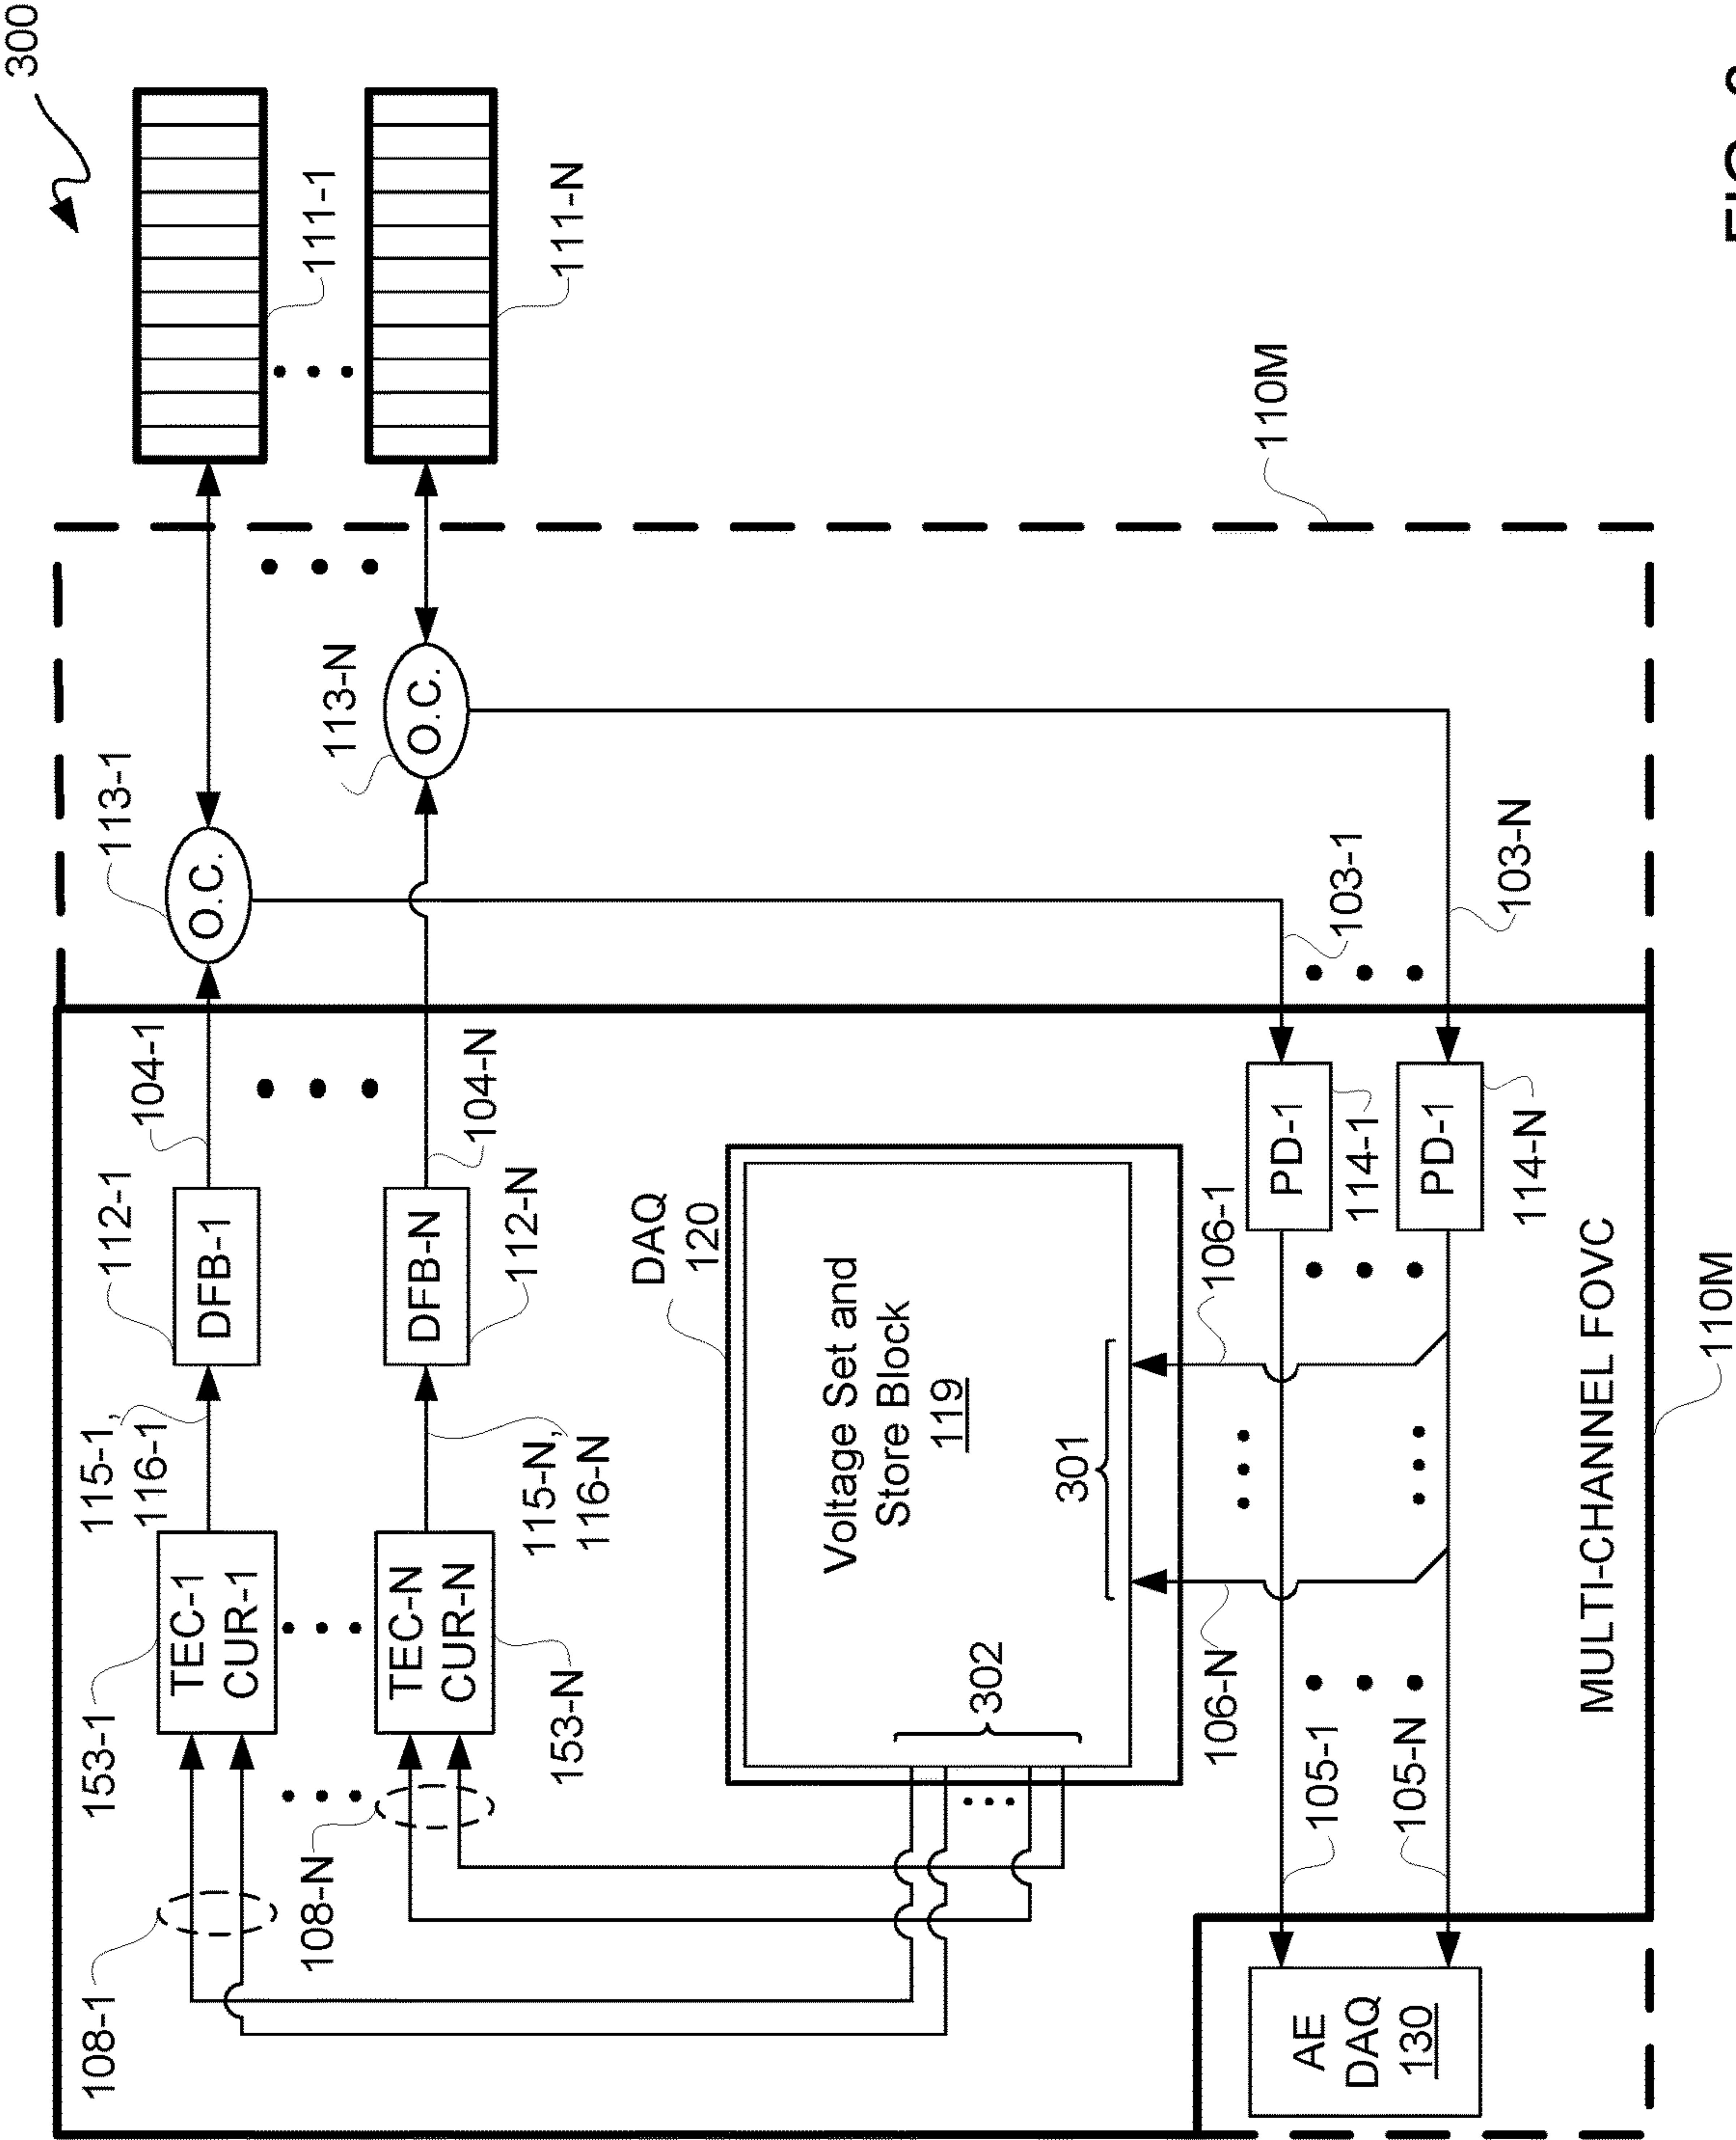 300
111-1
111-N
110M
113-1
O.C.
113-N
O.C.
103-1
103-N
104-1
104-N
112-1
DFB-1
DFB-N
112-N
115-1,
116-1
115-N,
116-N
153-1
TEC-1
CUR-1
TEC-N
CUR-N
153-N
108-1
108-N
DAQ
120
Voltage Set and
Store Block
119
301
302
106-1
106-N
PD-1
114-1
PD-1
114-N
105-1
105-N
AE
DAQ
130
MULTI-CHANNEL FOVC
110M